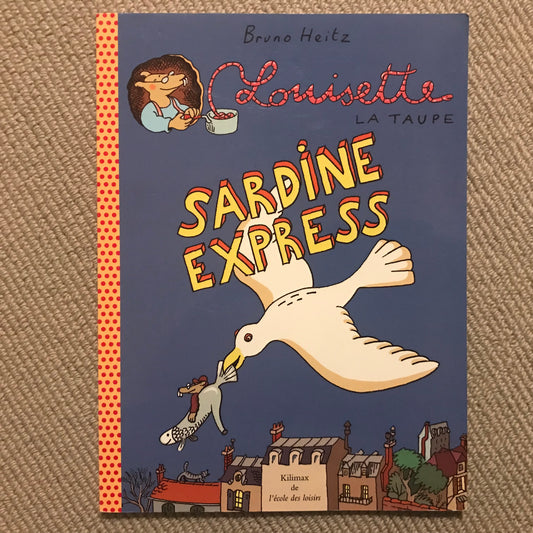 Bruno Heitz
Louisette
LA TAUPE
SARDINE
EXPRESS
Kilimax
de
l'école des loisirs